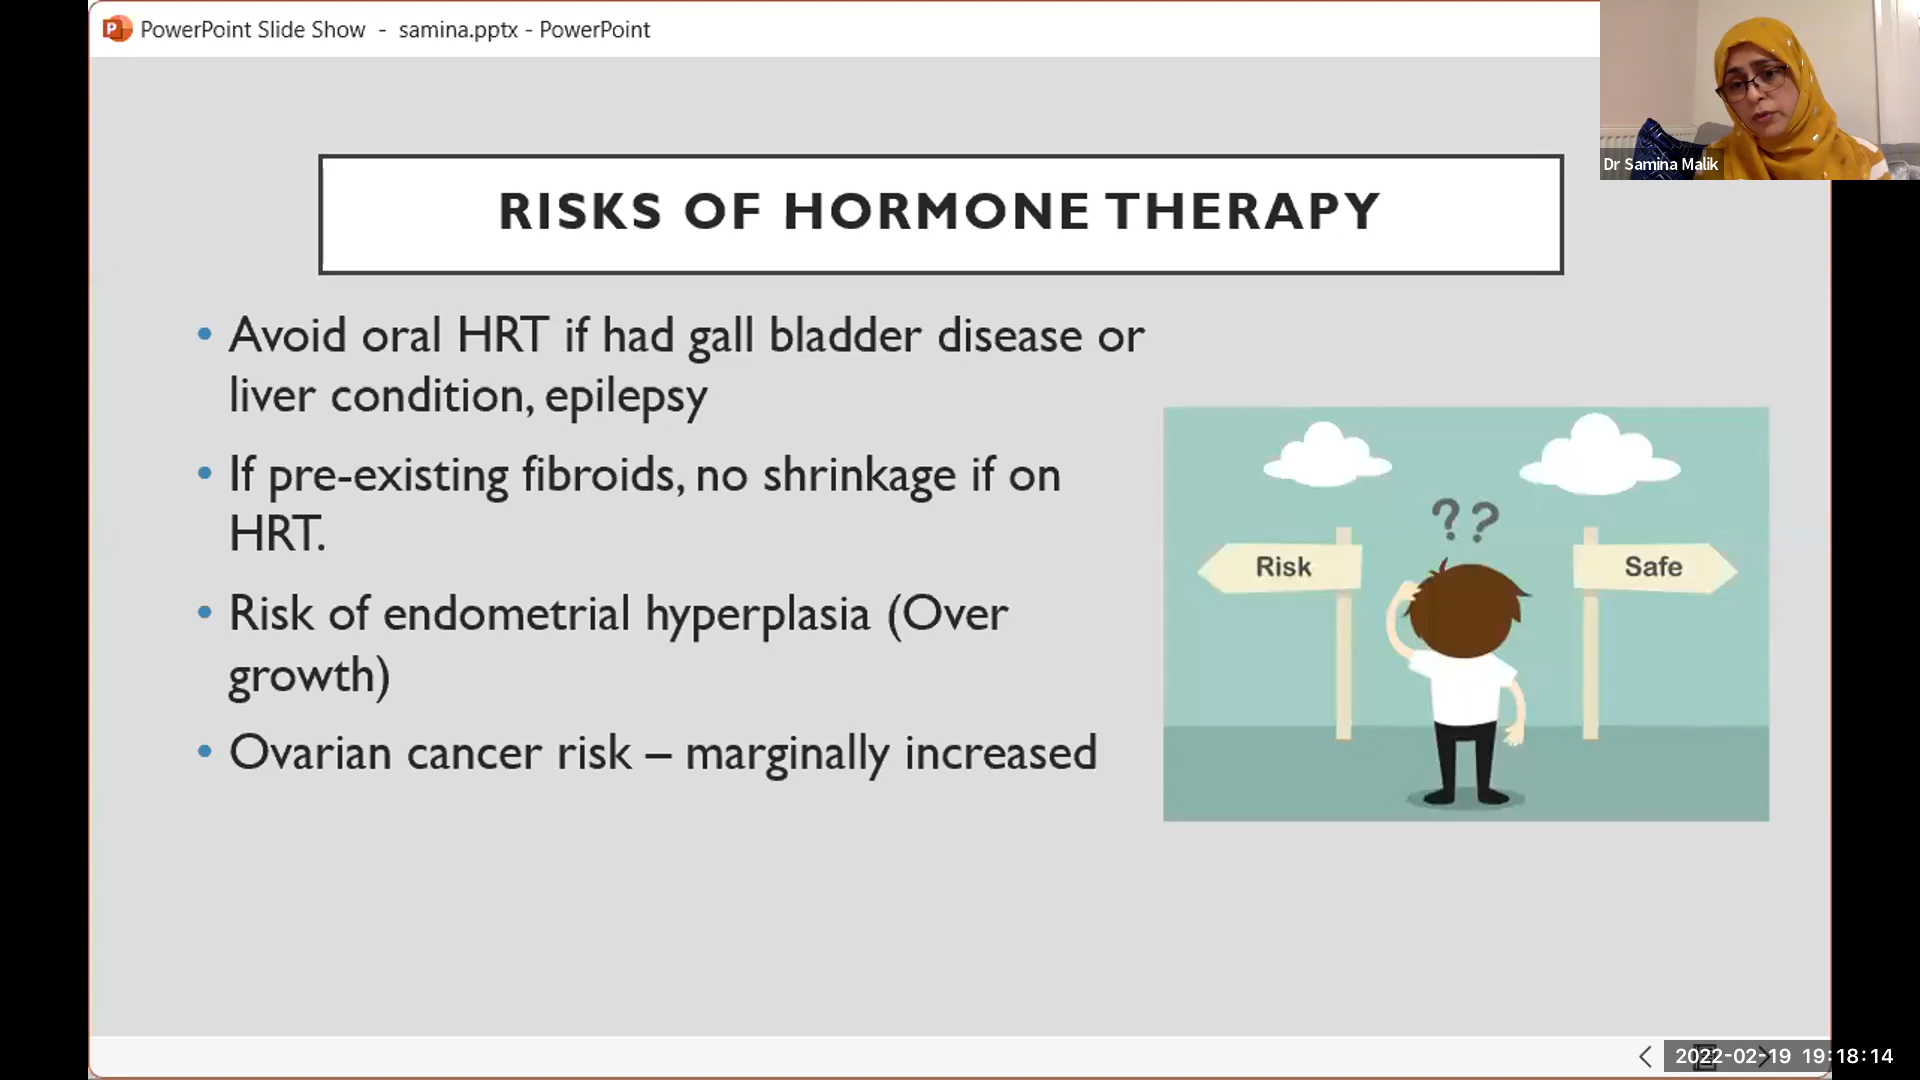 PowerPoint Slide Show - samina.pptx - PowerPoint
Dr Samina Malik
RISKS OF HORMONE THERAPY
• Avoid oral HRT if had gall bladder disease or
liver condition, epilepsy
• If pre-existing fibroids, no shrinkage if on
HRT.
• Risk of endometrial hyperplasia (Over
growth)
• Ovarian cancer risk – marginally increased
??
Risk
Safe
2022-02-19 19:18:14